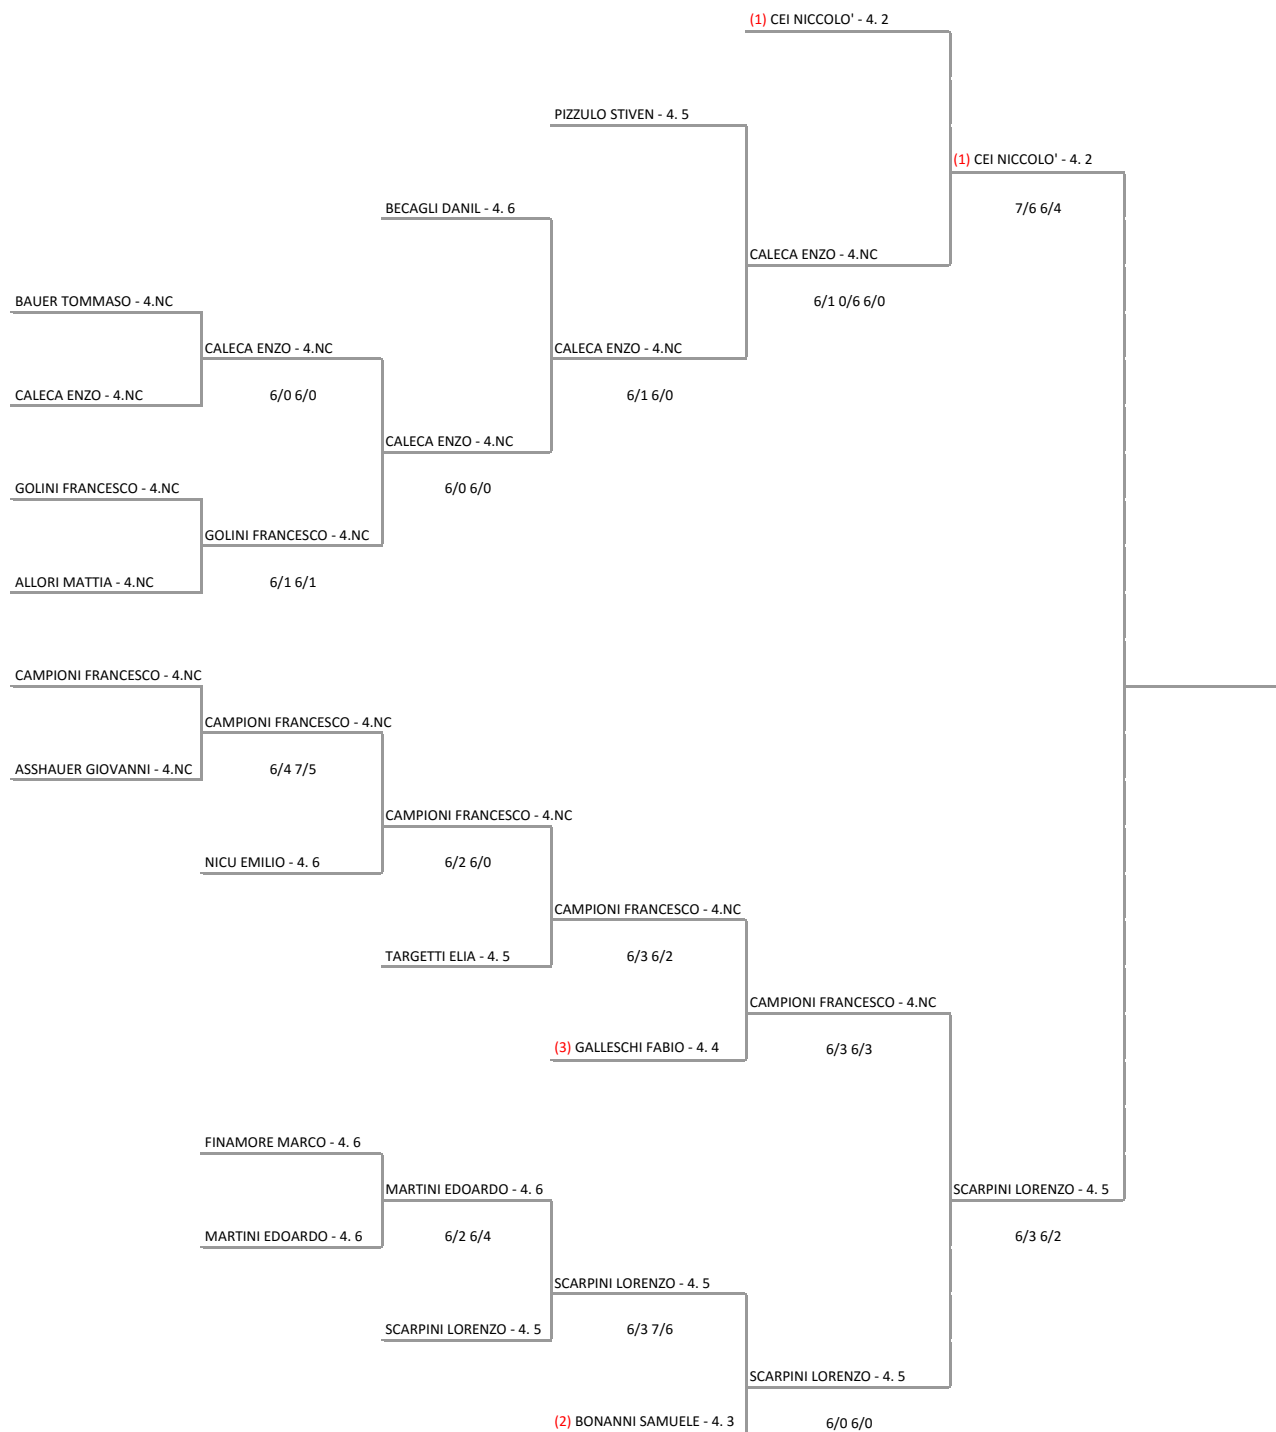 (1) CEI NICCOLO' - 4. 2
PIZZULO STIVEN - 4. 5
(1) CEI NICCOLO' - 4. 2
BECAGLI DANIL - 4. 6
7/6 6/4
CALECA ENZO - 4.NC
BAUER TOMMASO - 4.NC
6/1 0/6 6/0
CALECA ENZO - 4.NC
CALECA ENZO - 4.NC
CALECA ENZO - 4.NC
6/0 6/0
6/1 6/0
CALECA ENZO - 4.NC
GOLINI FRANCESCO - 4.NC
6/0 6/0
GOLINI FRANCESCO - 4.NC
ALLORI MATTIA - 4.NC
6/1 6/1
CAMPIONI FRANCESCO - 4.NC
CAMPIONI FRANCESCO - 4.NC
ASSHAUER GIOVANNI - 4.NC
6/4 7/5
CAMPIONI FRANCESCO - 4.NC
NICU EMILIO - 4. 6
6/2 6/0
CAMPIONI FRANCESCO - 4.NC
TARGETTI ELIA - 4. 5
6/3 6/2
CAMPIONI FRANCESCO - 4.NC
(3) GALLESCHI FABIO - 4. 4
6/3 6/3
FINAMORE MARCO - 4. 6
MARTINI EDOARDO - 4. 6
SCARPINI LORENZO - 4. 5
MARTINI EDOARDO - 4. 6
6/2 6/4
6/3 6/2
SCARPINI LORENZO - 4. 5
SCARPINI LORENZO - 4. 5
6/3 7/6
SCARPINI LORENZO - 4. 5
(2) BONANNI SAMUELE - 4. 3
6/0 6/0